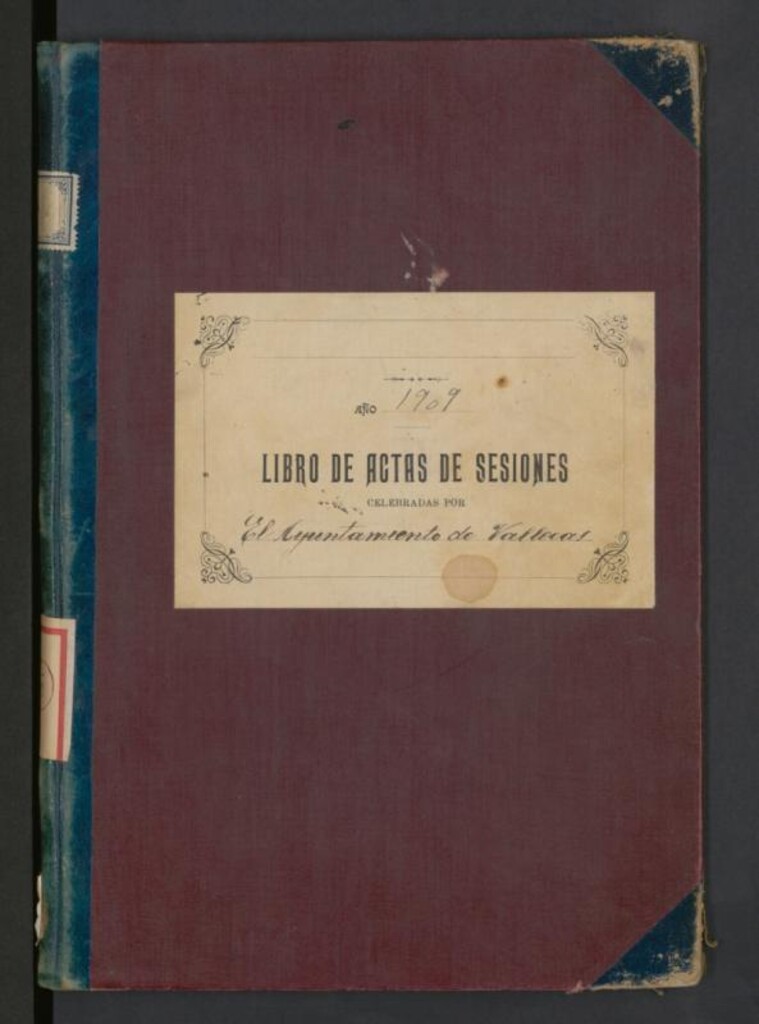 AÑO 1909
LIBRO DE ACTAS DE SESIONES
CELEBRADAS POR
El Ayuntamiento de Vallecas